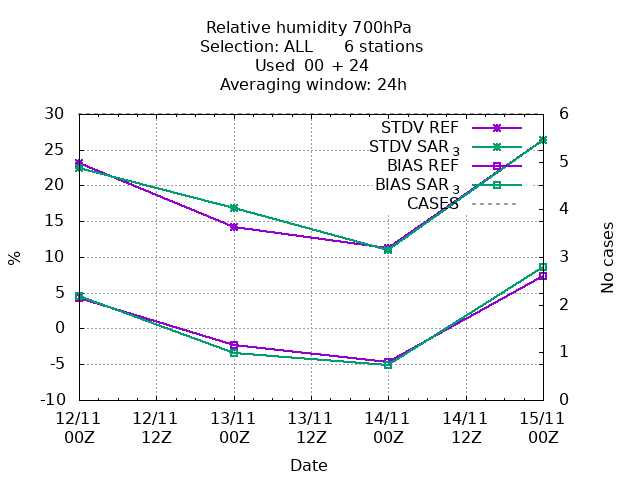 Relative humidity 700hPa
Selection: ALL 6 stations
Used 00 + 24
Averaging window: 24h
30 6
STDV REF
25 STDV SAR 3
5
BIAS REF
20 BIAS SAR 3
4
CASES
15
10 3
5
2
0
-5 1
-10 0
% No cases
12/11 12/11 13/11 13/11 14/11 14/11 15/11
00Z 12Z 00Z 12Z 00Z 12Z 00Z
Date